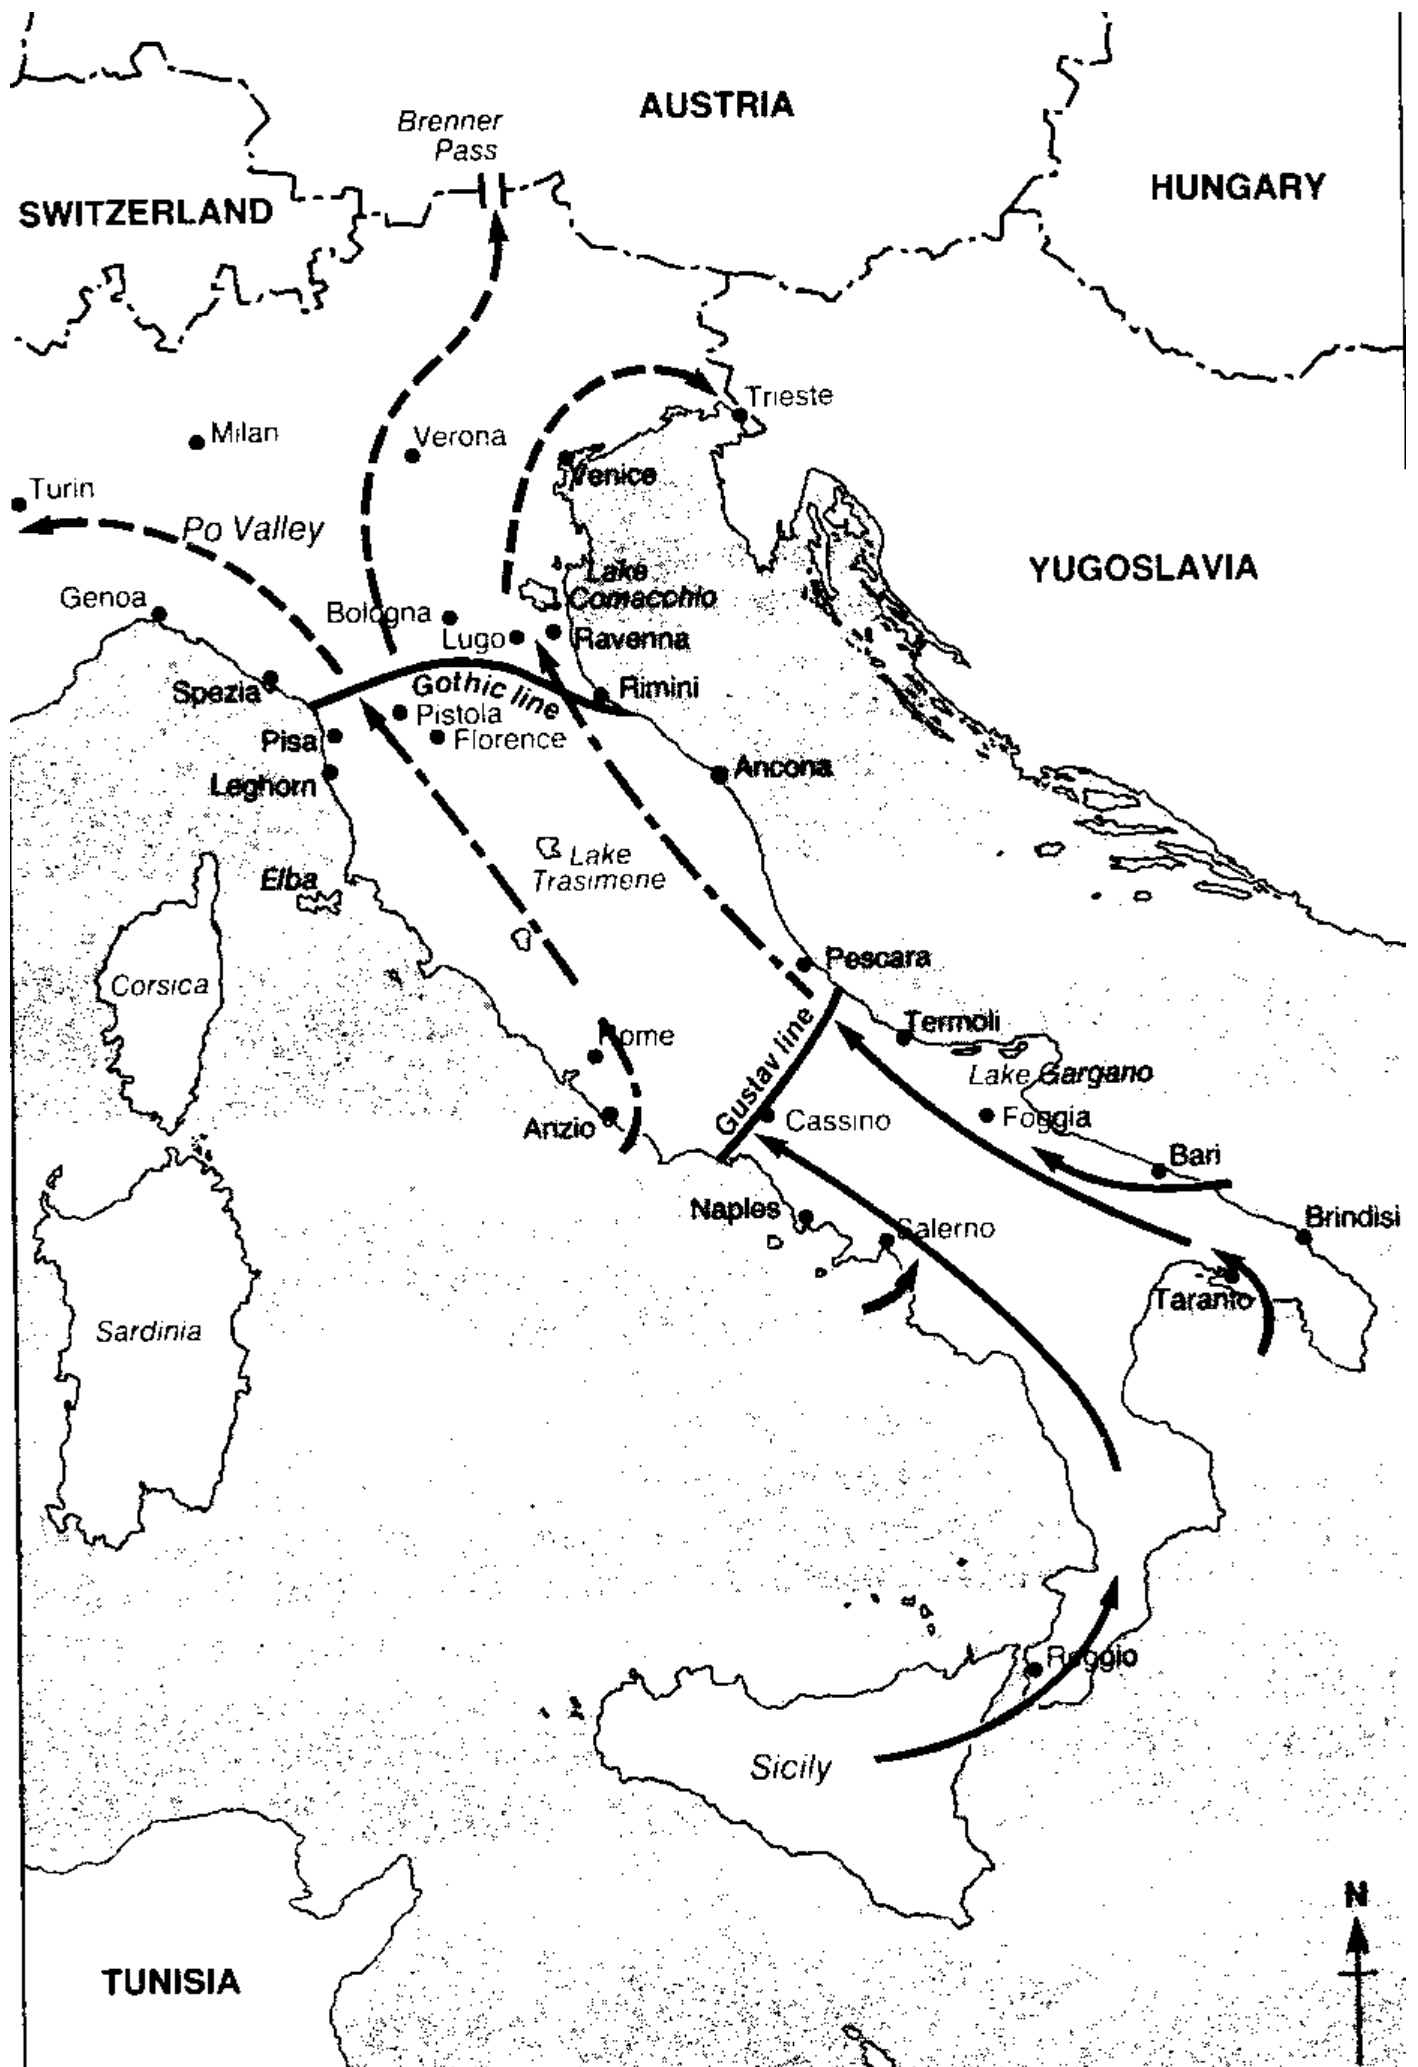 AUSTRIA
Brenner
Pass
HUNGARY
SWITZERLAND
Trieste
Milan
Verona
Venice
Turin
Po Valley
YUGOSLAVIA
Lake
Comacchio
Genoa
Bologna
Lugo
Ravenna
Spezia
Gothic line
Rimini
Pistola
Pisa
Florence
Leghorn
Ancona
Lake
Trasimene
Elba
Pescara
Corsica
Rome
Gustav line
Termoli
Lake Gargano
Anzio
Cassino
Foggia
Bari
Naples
Salerno
Brindisi
Taranto
Sardinia
Reggio
Sicily
N
TUNISIA